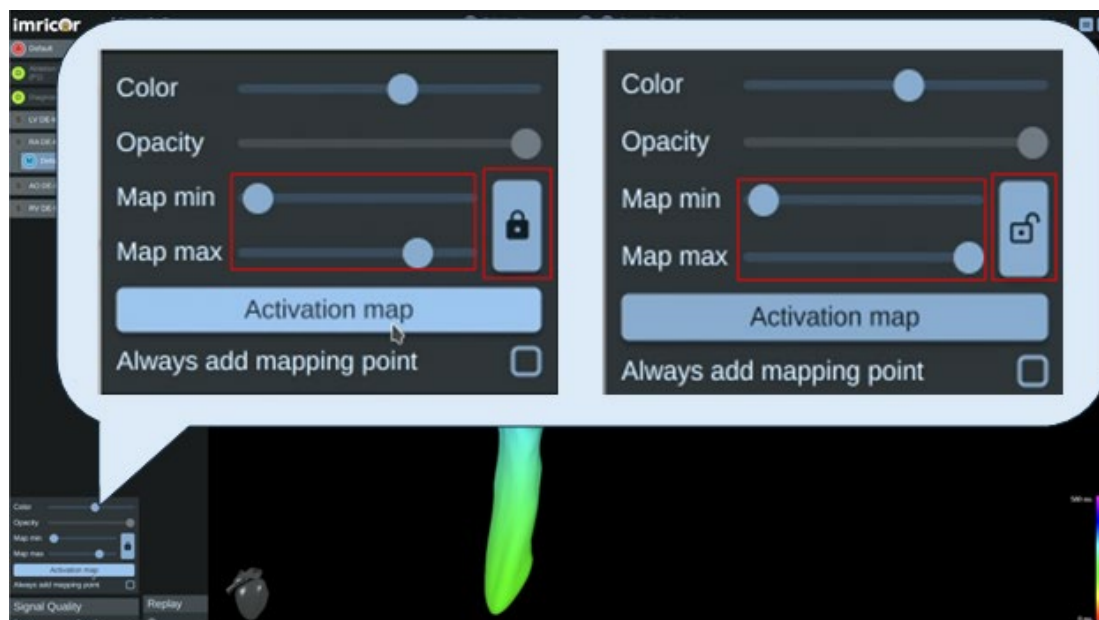 imricor
Default
Color
Opacity
Map min
Map max
Activation map
Always add mapping point
Color
Opacity
Map min
Map max
Activation map
Always add mapping point
Color
Opacity
Map min
Map max
Activation map
Always add mapping point
Signal Quality
Replay